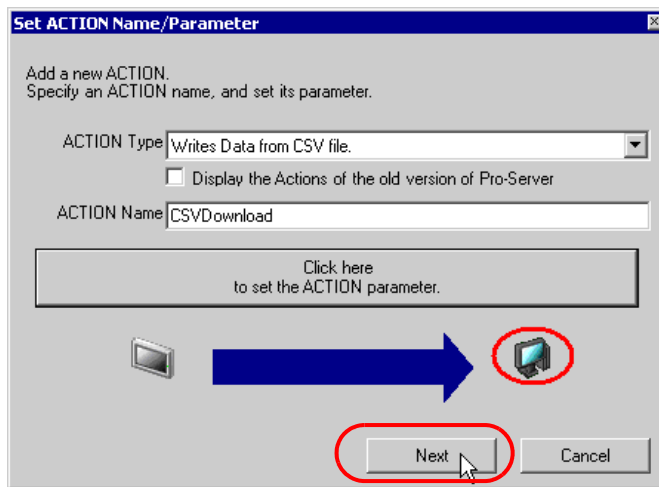 Set ACTION Name/Parameter
Add a new ACTION.
Specify an ACTION name, and set its parameter.
ACTION Type Writes Data from CSV file.
Display the Actions of the old version of Pro-Server
ACTION Name CSVDownload
Click here
to set the ACTION parameter.
Next Cancel